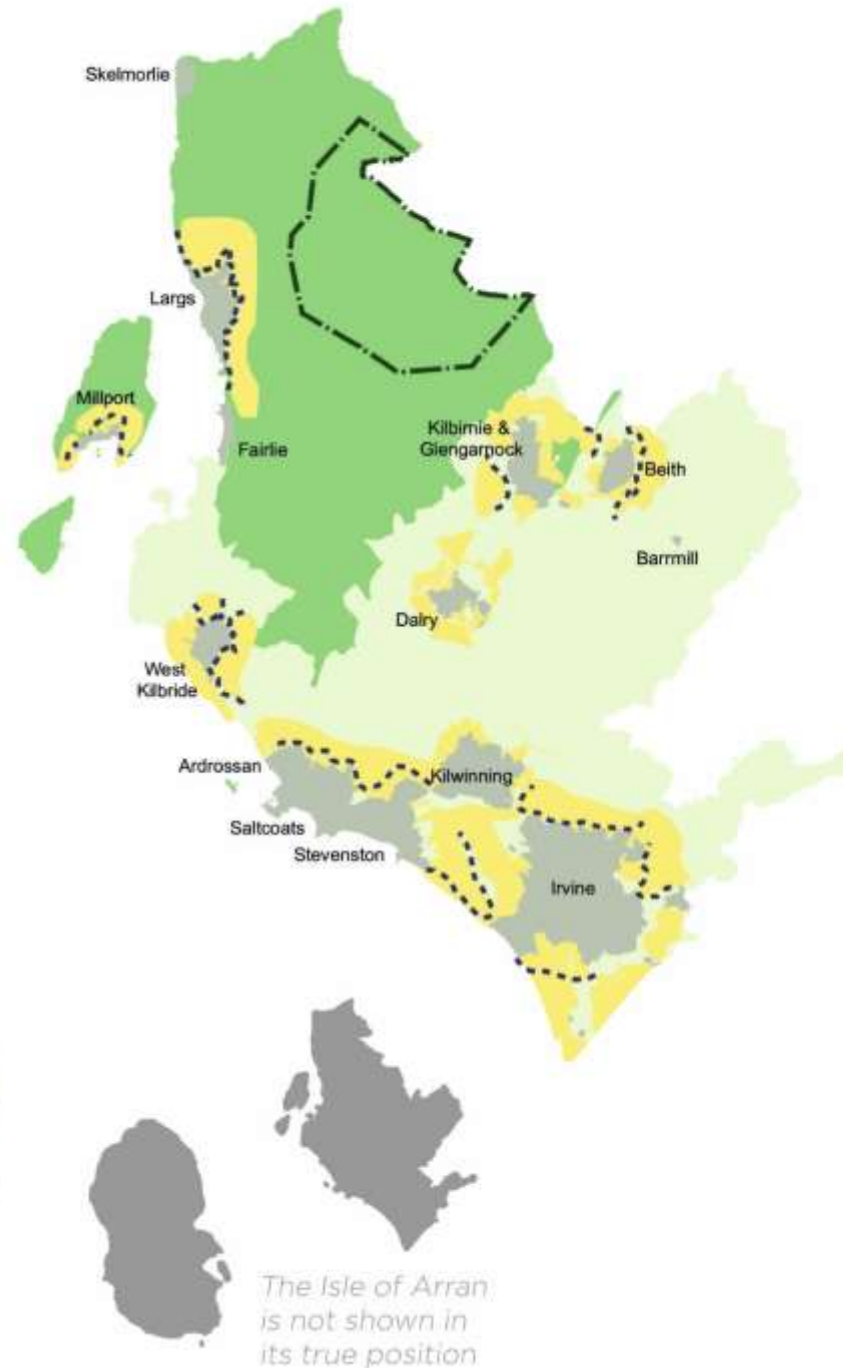 Skelmorlie
Largs
Millport
Fairlie
Kilbirnie &
Glengarpock
Beith
Barrmill
Dalry
West
Kilbride
Ardrossan
Kilwinning
Saltcoats
Stevenston
Irvine
The Isle of Arran
is not shown in
its true position